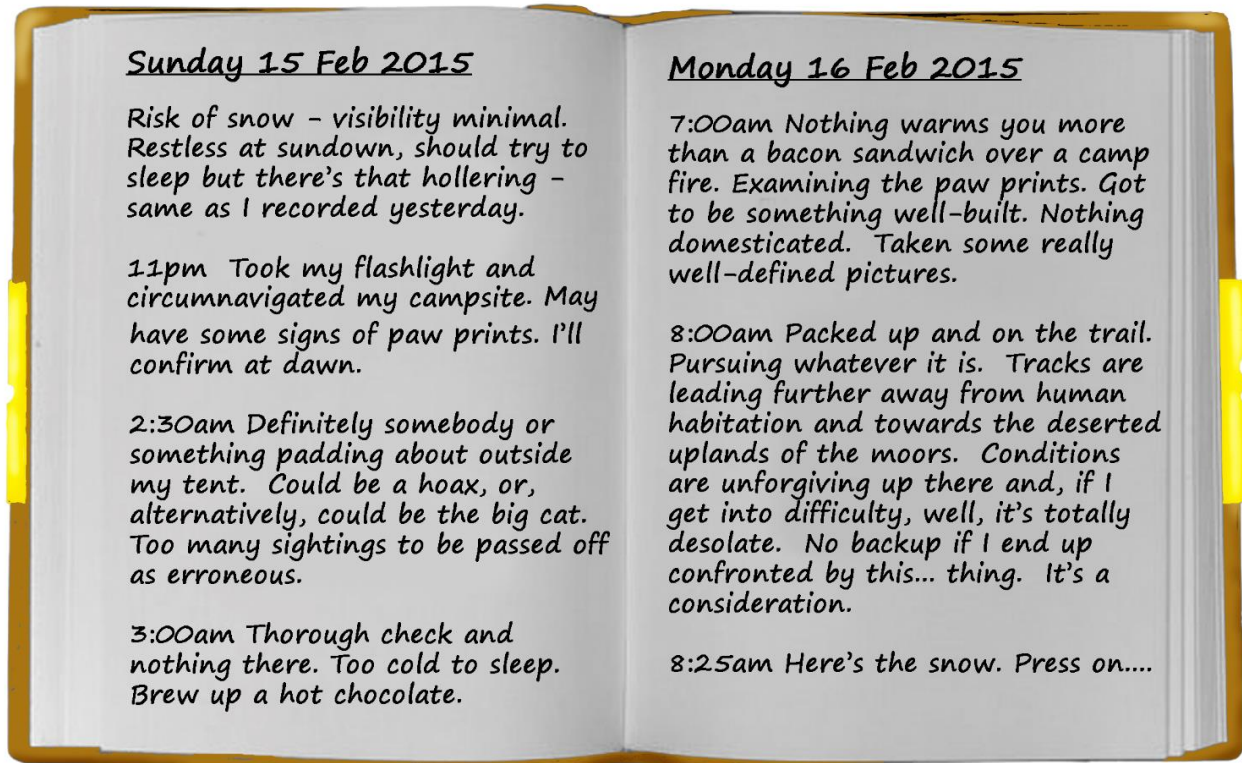 Sunday 15 Feb 2015
Risk of snow – visibility minimal.
Restless at sundown, should try to
sleep but there's that hollering –
same as I recorded yesterday.
11pm  Took my flashlight and
circumnavigated my campsite. May
have some signs of paw prints. I'll
confirm at dawn.
2:30am Definitely somebody or
something padding about outside
my tent.  Could be a hoax, or,
alternatively, could be the big cat.
Too many sightings to be passed off
as erroneous.
3:00am Thorough check and
nothing there. Too cold to sleep.
Brew up a hot chocolate.
Monday 16 Feb 2015
7:00am Nothing warms you more
than a bacon sandwich over a camp
fire. Examining the paw prints. Got
to be something well-built. Nothing
domesticated.  Taken some really
well-defined pictures.
8:00am Packed up and on the trail.
Pursuing whatever it is.  Tracks are
leading further away from human
habitation and towards the deserted
uplands of the moors.  Conditions
are unforgiving up there and, if I
get into difficulty, well, it's totally
desolate.  No backup if I end up
confronted by this... thing.  It's a
consideration.
8:25am Here's the snow. Press on....